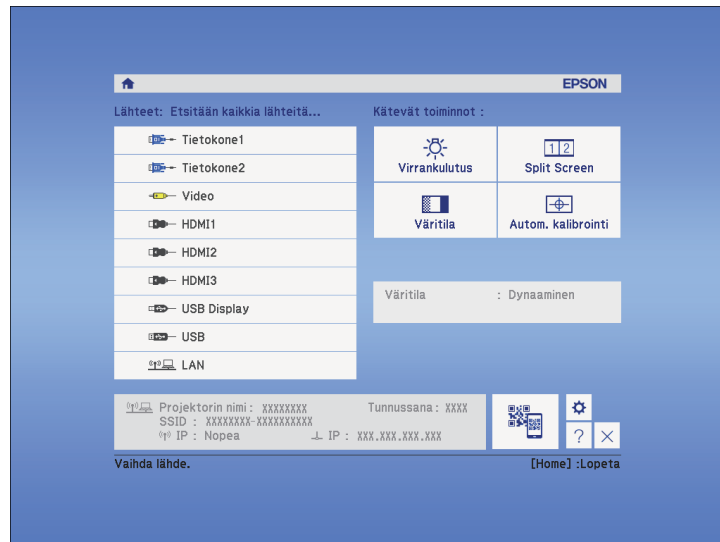 EPSON
Lähteet: Etsitään kaikkia lähteitä...
Kätevät toiminnot :
Tietokone1
Tietokone2
Video
HDMI1
HDMI2
HDMI3
USB Display
USB
LAN
Virrankulutus
1 2
Split Screen
Väritila
Autom. kalibrointi
Väritila : Dynaaminen
Projektorin nimi : XXXXXXXX Tunnussana : XXXX
SSID : XXXXXXXX-XXXXXXXXXX
IP : Nopea IP : XXX.XXX.XXX.XXX
?
Vaihda lähde.
[Home] :Lopeta